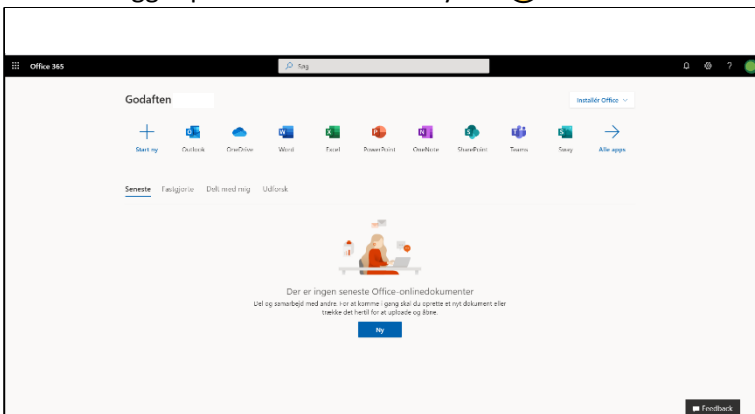 Office 365
Søg
?
Godaften
Installér Office
Start ny Outlook OneDrive Word Excel PowerPoint OneNote SharePoint Teams Sway Alle apps
Seneste Fastgjorte Delt med mig Udforsk
Der er ingen seneste Office-onlinedokumenter
Del og samarbejd med andre. For at komme i gang skal du oprette et nyt dokument eller
trække det hertil for at uploade og åbne.
Ny
Feedback